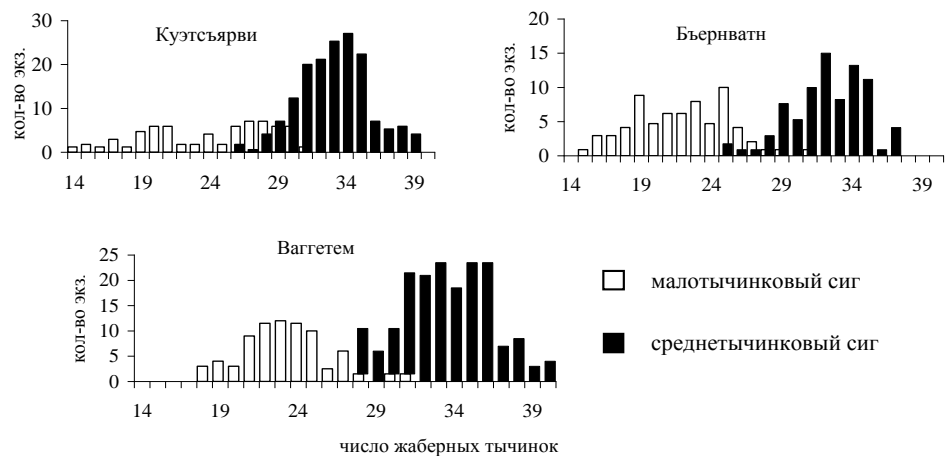 Куэтсъярви
кол-во экз.
30
20
10
0
14 19 24 29 34 39
Бъернватн
кол-во экз.
20
15
10
5
0
14 19 24 29 34 39
Ваггетем
кол-во экз.
25
20
15
10
5
0
14 19 24 29 34 39
число жаберных тычинок
малотычинковый сиг
среднетычинковый сиг